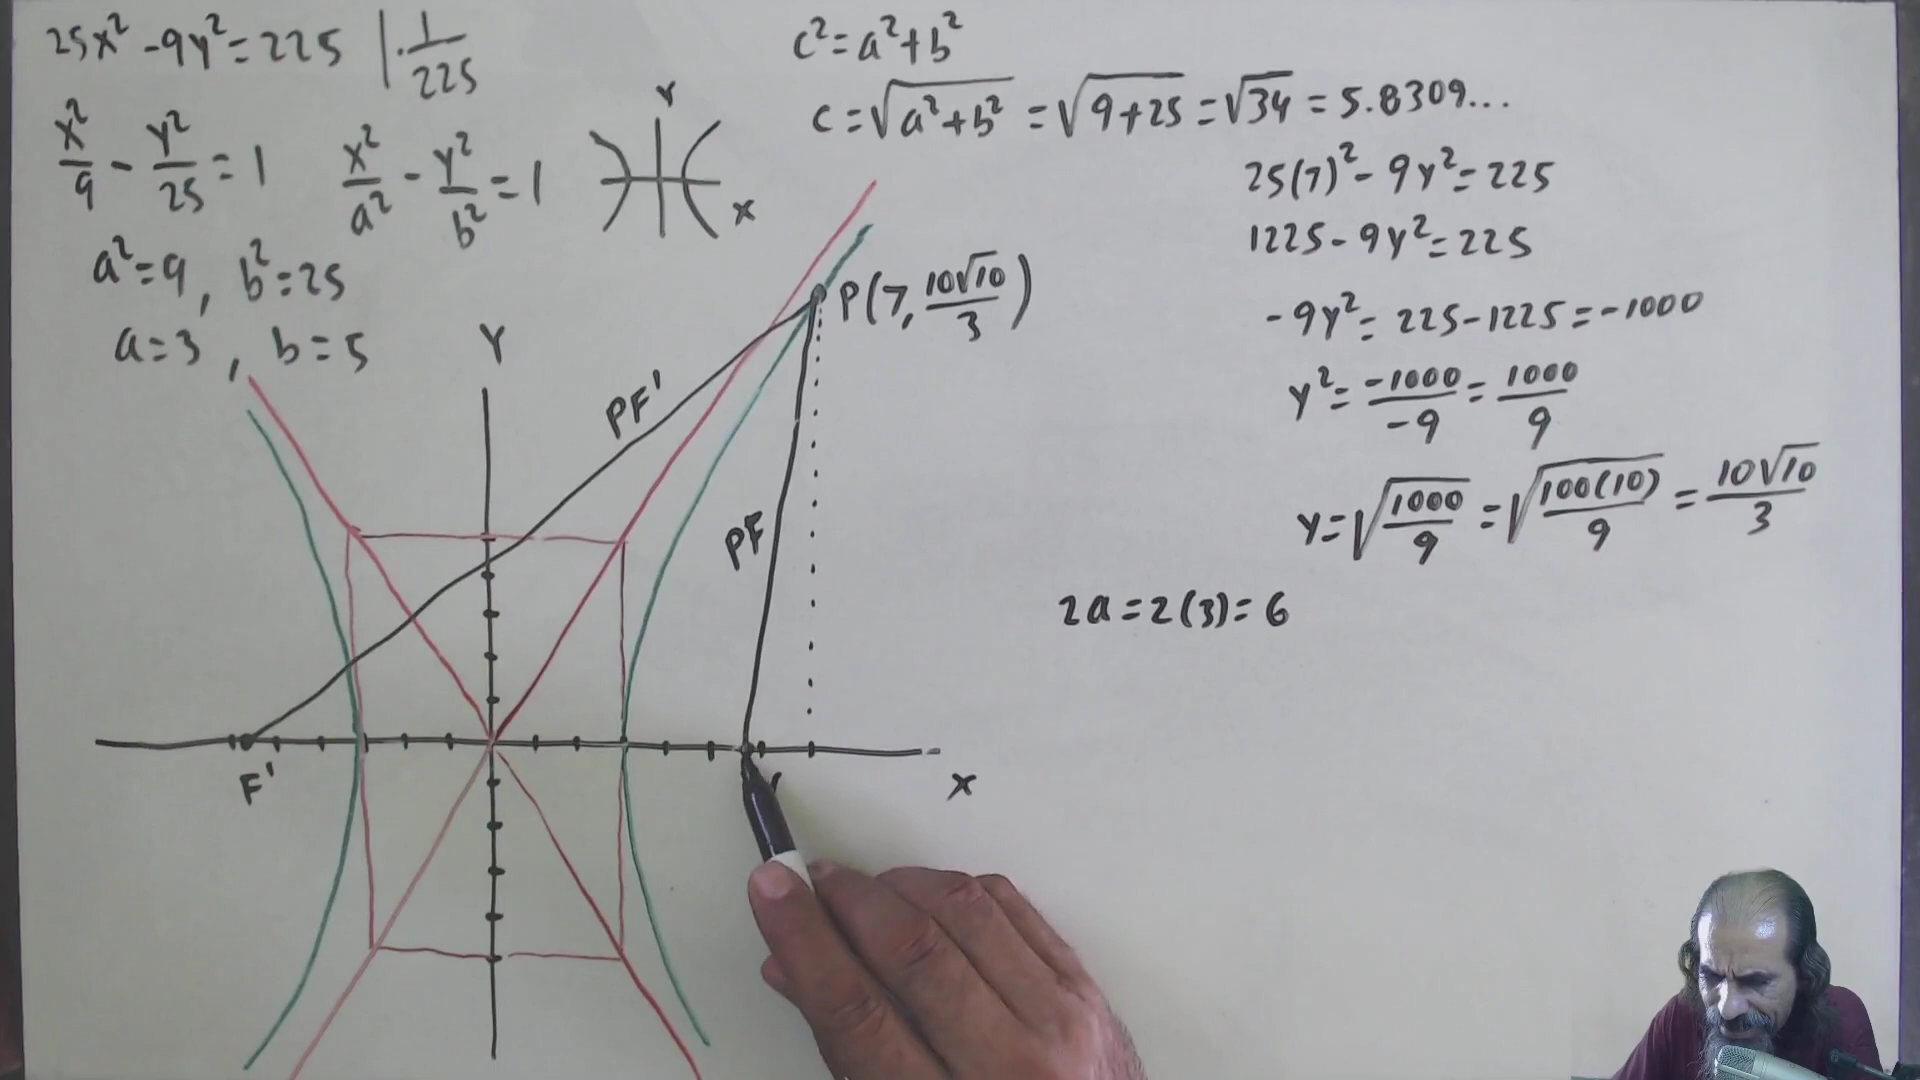 25x² - 9y² = 225 | · 1/225
x²/9 - y²/25 = 1
x²/a² - y²/b² = 1
a² = 9, b² = 25
a = 3, b = 5
Y
X
c² = a² + b²
c = √(a² + b²) = √(9+25) = √34 = 5.8309...
25(7)² - 9y² = 225
1225 - 9y² = 225
-9y² = 225 - 1225 = -1000
y² = -1000/-9 = 1000/9
y = √(1000/9) = √(100(10)/9) = 10√10/3
2a = 2(3) = 6
Y
P(7, 10√10/3)
PF'
PF
F'
X